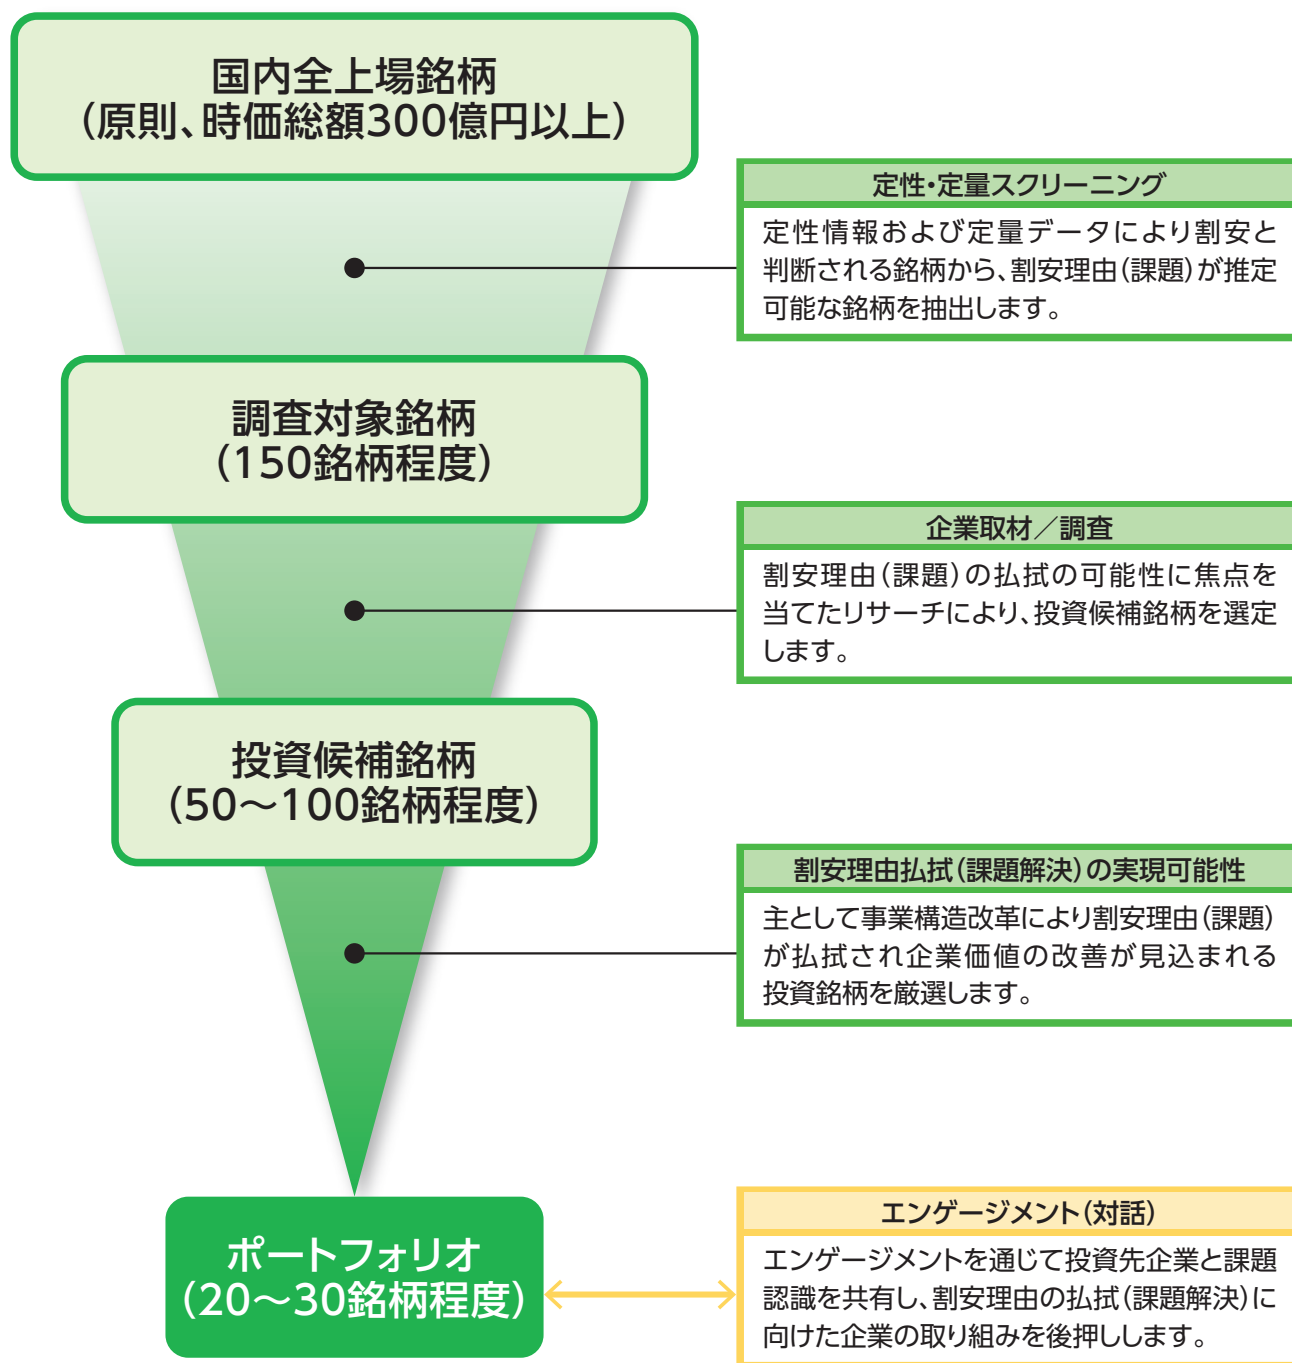 国内全上場銘柄
（原則、時価総額300億円以上）
定性・定量スクリーニング
定性情報および定量データにより割安と
判断される銘柄から、割安理由（課題）が推定
可能な銘柄を抽出します。
調査対象銘柄
（150銘柄程度）
企業取材／調査
割安理由（課題）の払拭の可能性に焦点を
当てたリサーチにより、投資候補銘柄を選定
します。
投資候補銘柄
（50～100銘柄程度）
割安理由払拭（課題解決）の実現可能性
主として事業構造改革により割安理由（課題）
が払拭され企業価値の改善が見込まれる
投資銘柄を厳選します。
ポートフォリオ
（20～30銘柄程度）
エンゲージメント（対話）
エンゲージメントを通じて投資先企業と課題
認識を共有し、割安理由の払拭（課題解決）に
向けた企業の取り組みを後押しします。